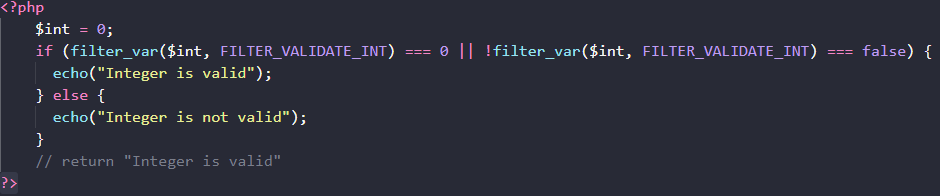 <?php
$int = 0;
if (filter_var($int, FILTER_VALIDATE_INT) === 0 || !filter_var($int, FILTER_VALIDATE_INT) === false) {
echo("Integer is valid");
} else {
echo("Integer is not valid");
}
// return "Integer is valid"
?>